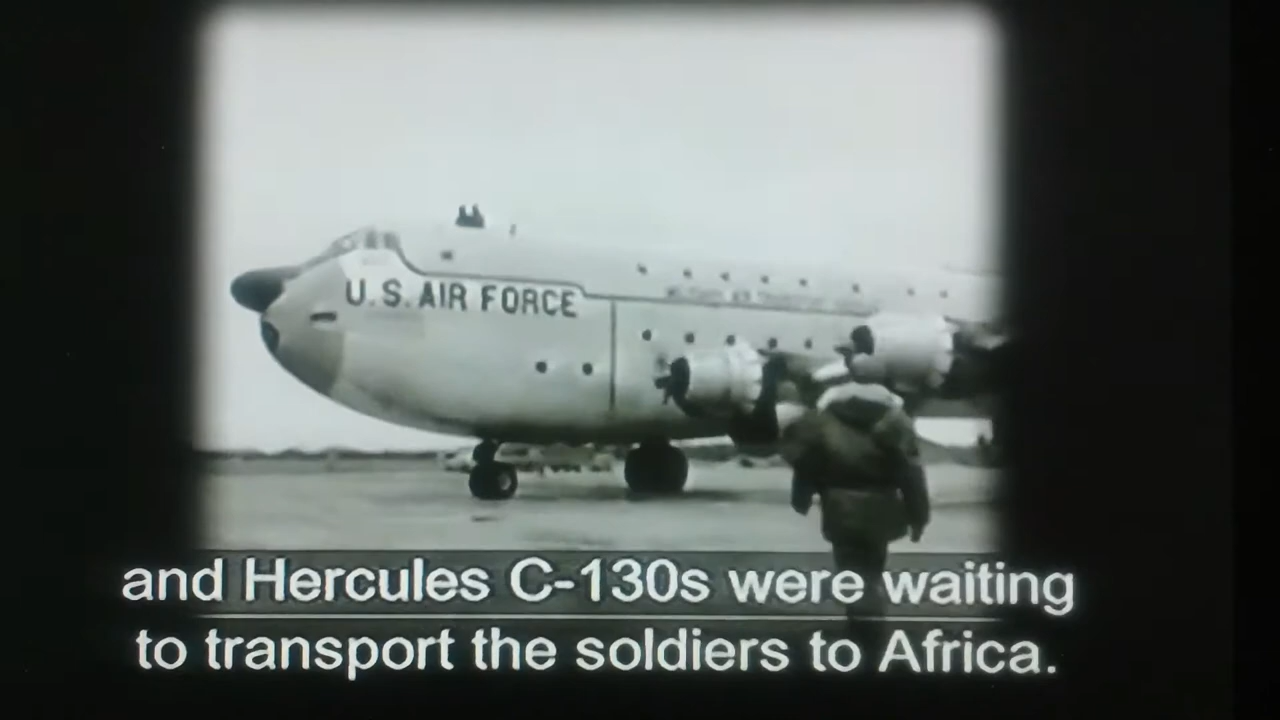 U.S. AIR FORCE
and Hercules C-130s were waiting
to transport the soldiers to Africa.